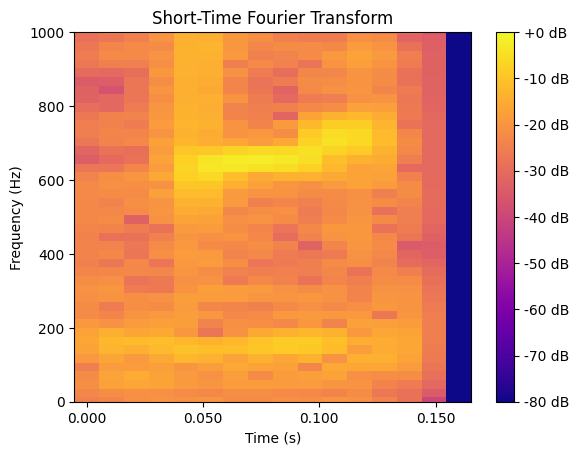 Short-Time Fourier Transform
1000
800
600
400
200
0
Frequency (Hz)
0.000
0.050
0.100
0.150
Time (s)
+0 dB
-10 dB
-20 dB
-30 dB
-40 dB
-50 dB
-60 dB
-70 dB
-80 dB